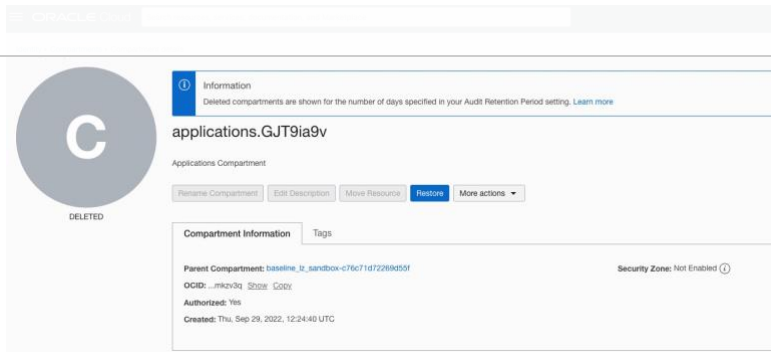 ORACLE
Information
Deleted compartments are shown for the number of days specified in your Audit Retention Period setting. Learn more
C
applications.GJT9ia9v
Applications Compartment
Rename Compartment Edit Description Move Resource Restore More actions
DELETED
Compartment Information Tags
Parent Compartment: baseline_lz_sandbox-c76c71d72269d55f Security Zone: Not Enabled
OCID: ...mkzv3q Show Copy
Authorized: Yes
Created: Thu, Sep 29, 2022, 12:24:40 UTC